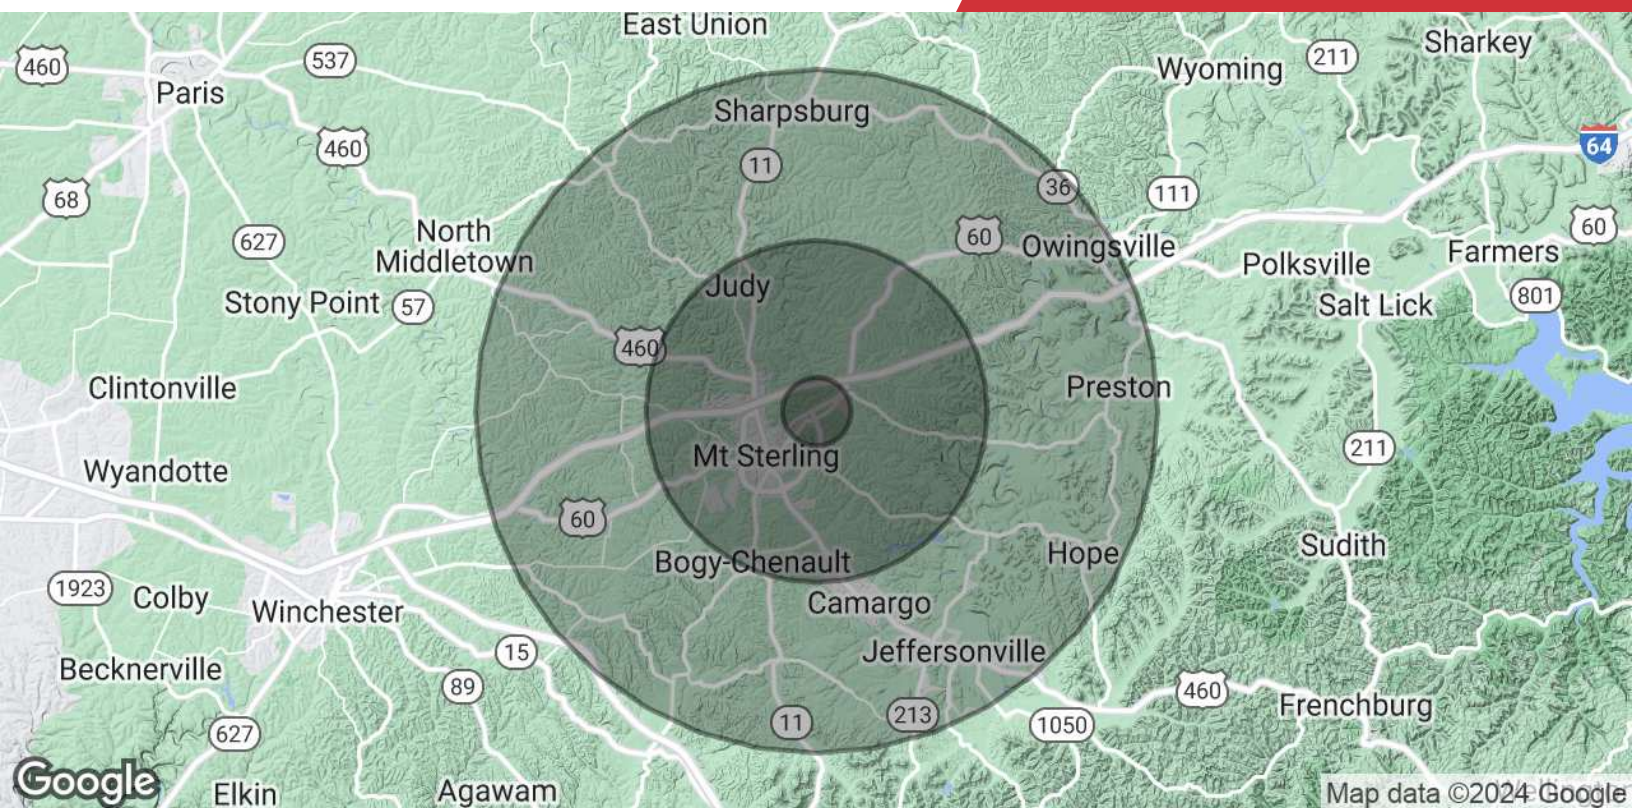 East Union
Sharkey
211
537
460
Wyoming
Paris
Sharpsburg
460
64
11
36
111
68
60
North
Middletown
627
60
Owingsville
Farmers
Polksville
Judy
801
Stony Point
57
Salt Lick
460
Clintonville
Preston
211
Mt Sterling
Wyandotte
60
Sudith
Hope
Bogy-Chenault
1923
Colby
Camargo
Winchester
15
Jeffersonville
Becknerville
89
460
Frenchburg
213
11
1050
627
Google
Elkin
Agawam
Map data ©2024 Google